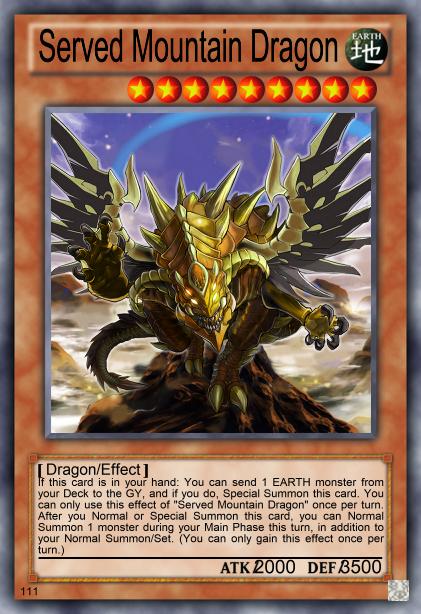 Served Mountain Dragon
EARTH
地
[ Dragon/Effect ]
If this card is in your hand: You can send 1 EARTH monster from
your Deck to the GY, and if you do, Special Summon this card. You
can only use this effect of "Served Mountain Dragon" once per turn.
After you Normal or Special Summon this card, you can Normal
Summon 1 monster during your Main Phase this turn, in addition to
your Normal Summon/Set. (You can only gain this effect once per
turn.)
ATK 2000 DEF 3500
111